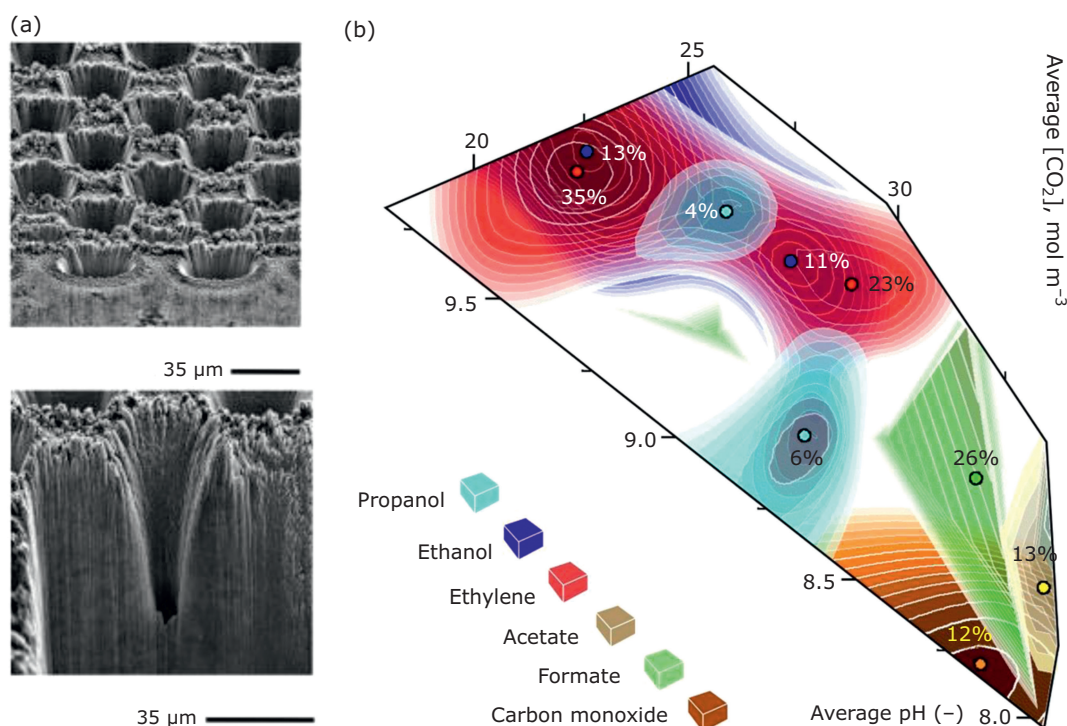 (a)
35 µm
35 µm
(b)
25
20
30
Average [CO₂], mol m⁻³
13%
35%
4%
11%
23%
9.5
9.0
6%
26%
13%
8.5
12%
8.0
Propanol
Ethanol
Ethylene
Acetate
Formate
Carbon monoxide
Average pH (–)